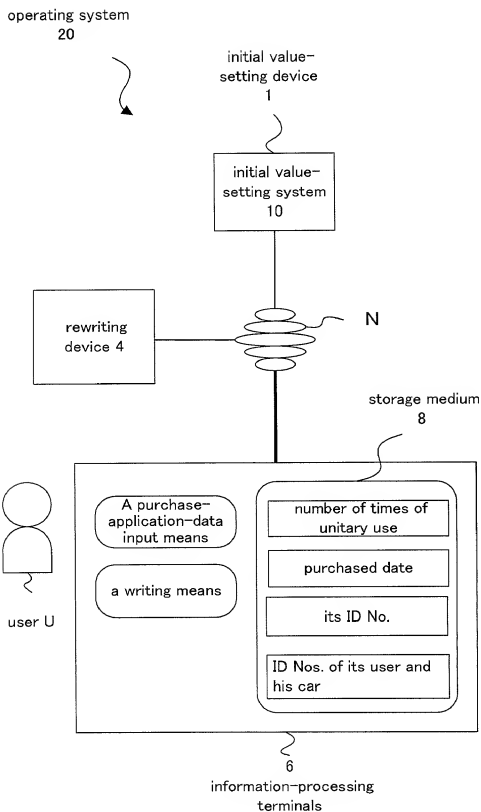 operating system
20
initial value-
setting device
1
initial value-
setting system
10
rewriting
device 4
N
storage medium
8
A purchase-
application-data
input means
a writing means
number of times of
unitary use
purchased date
its ID No.
ID Nos. of its user and
his car
user U
6
information-processing
terminals